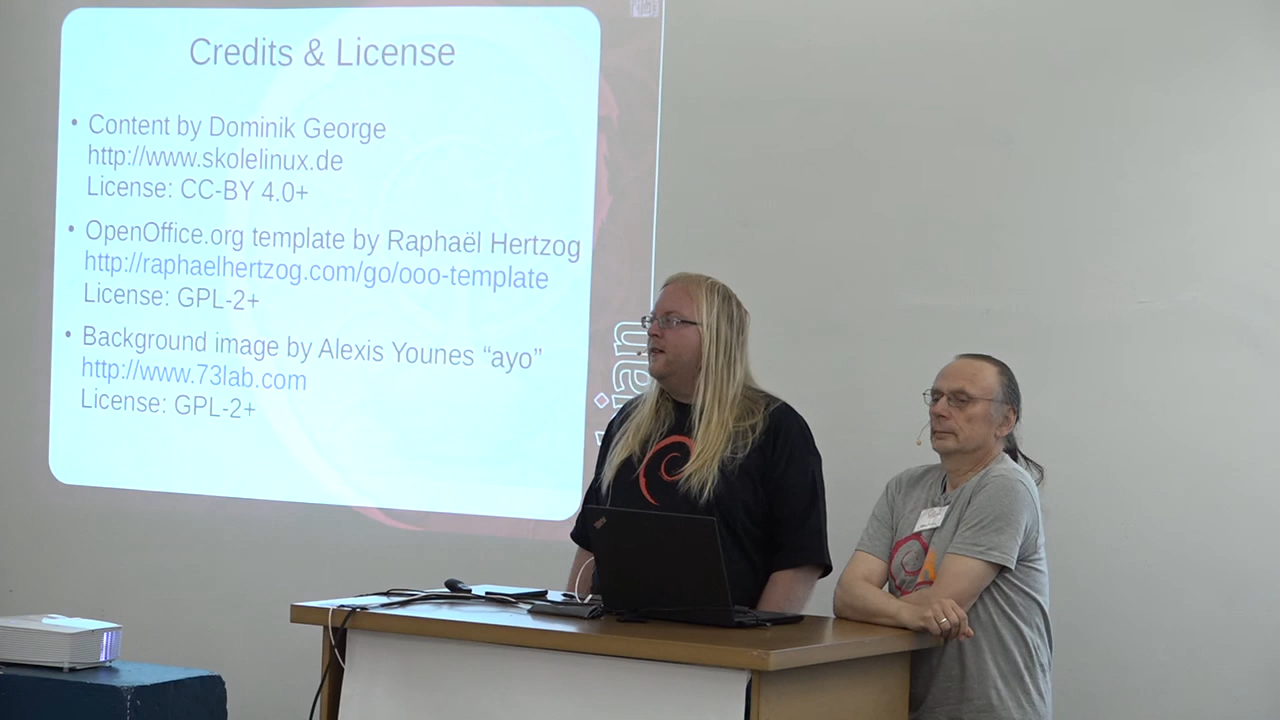 Credits & License
• Content by Dominik George
http://www.skolelinux.de
License: CC-BY 4.0+
• OpenOffice.org template by Raphaël Hertzog
http://raphaelhertzog.com/go/ooo-template
License: GPL-2+
• Background image by Alexis Younes “ayo”
http://www.73lab.com
License: GPL-2+
ian